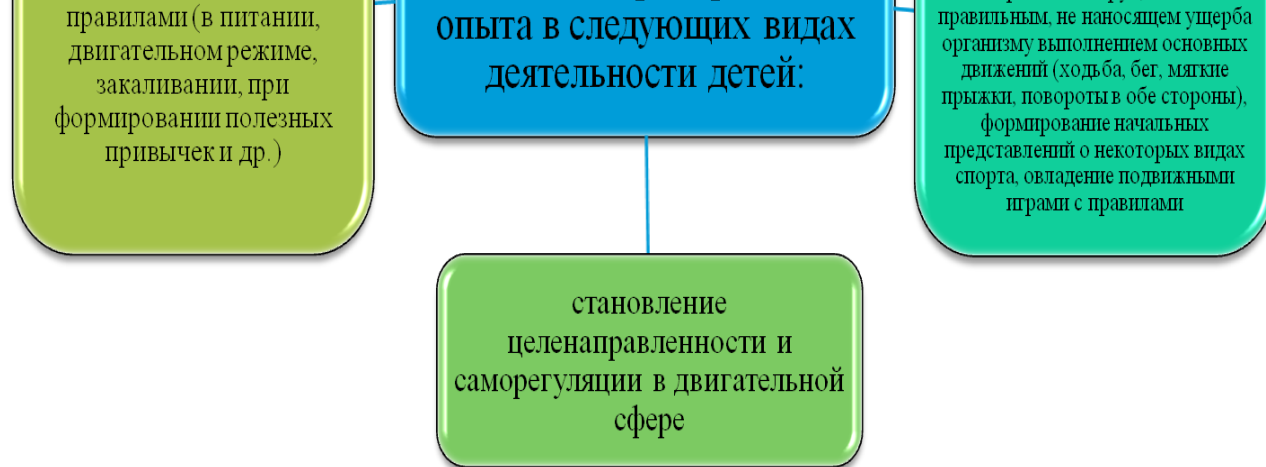 правилами (в питании,
двигательном режиме,
закаливании, при
формировании полезных
привычек и др.)
опыта в следующих видах
деятельности детей:
правильным, не наносящем ущерба
организму выполнением основных
движений (ходьба, бег, мягкие
прыжки, повороты в обе стороны),
формирование начальных
представлений о некоторых видах
спорта, овладение подвижными
играми с правилами
становление
целенаправленности и
саморегуляции в двигательной
сфере